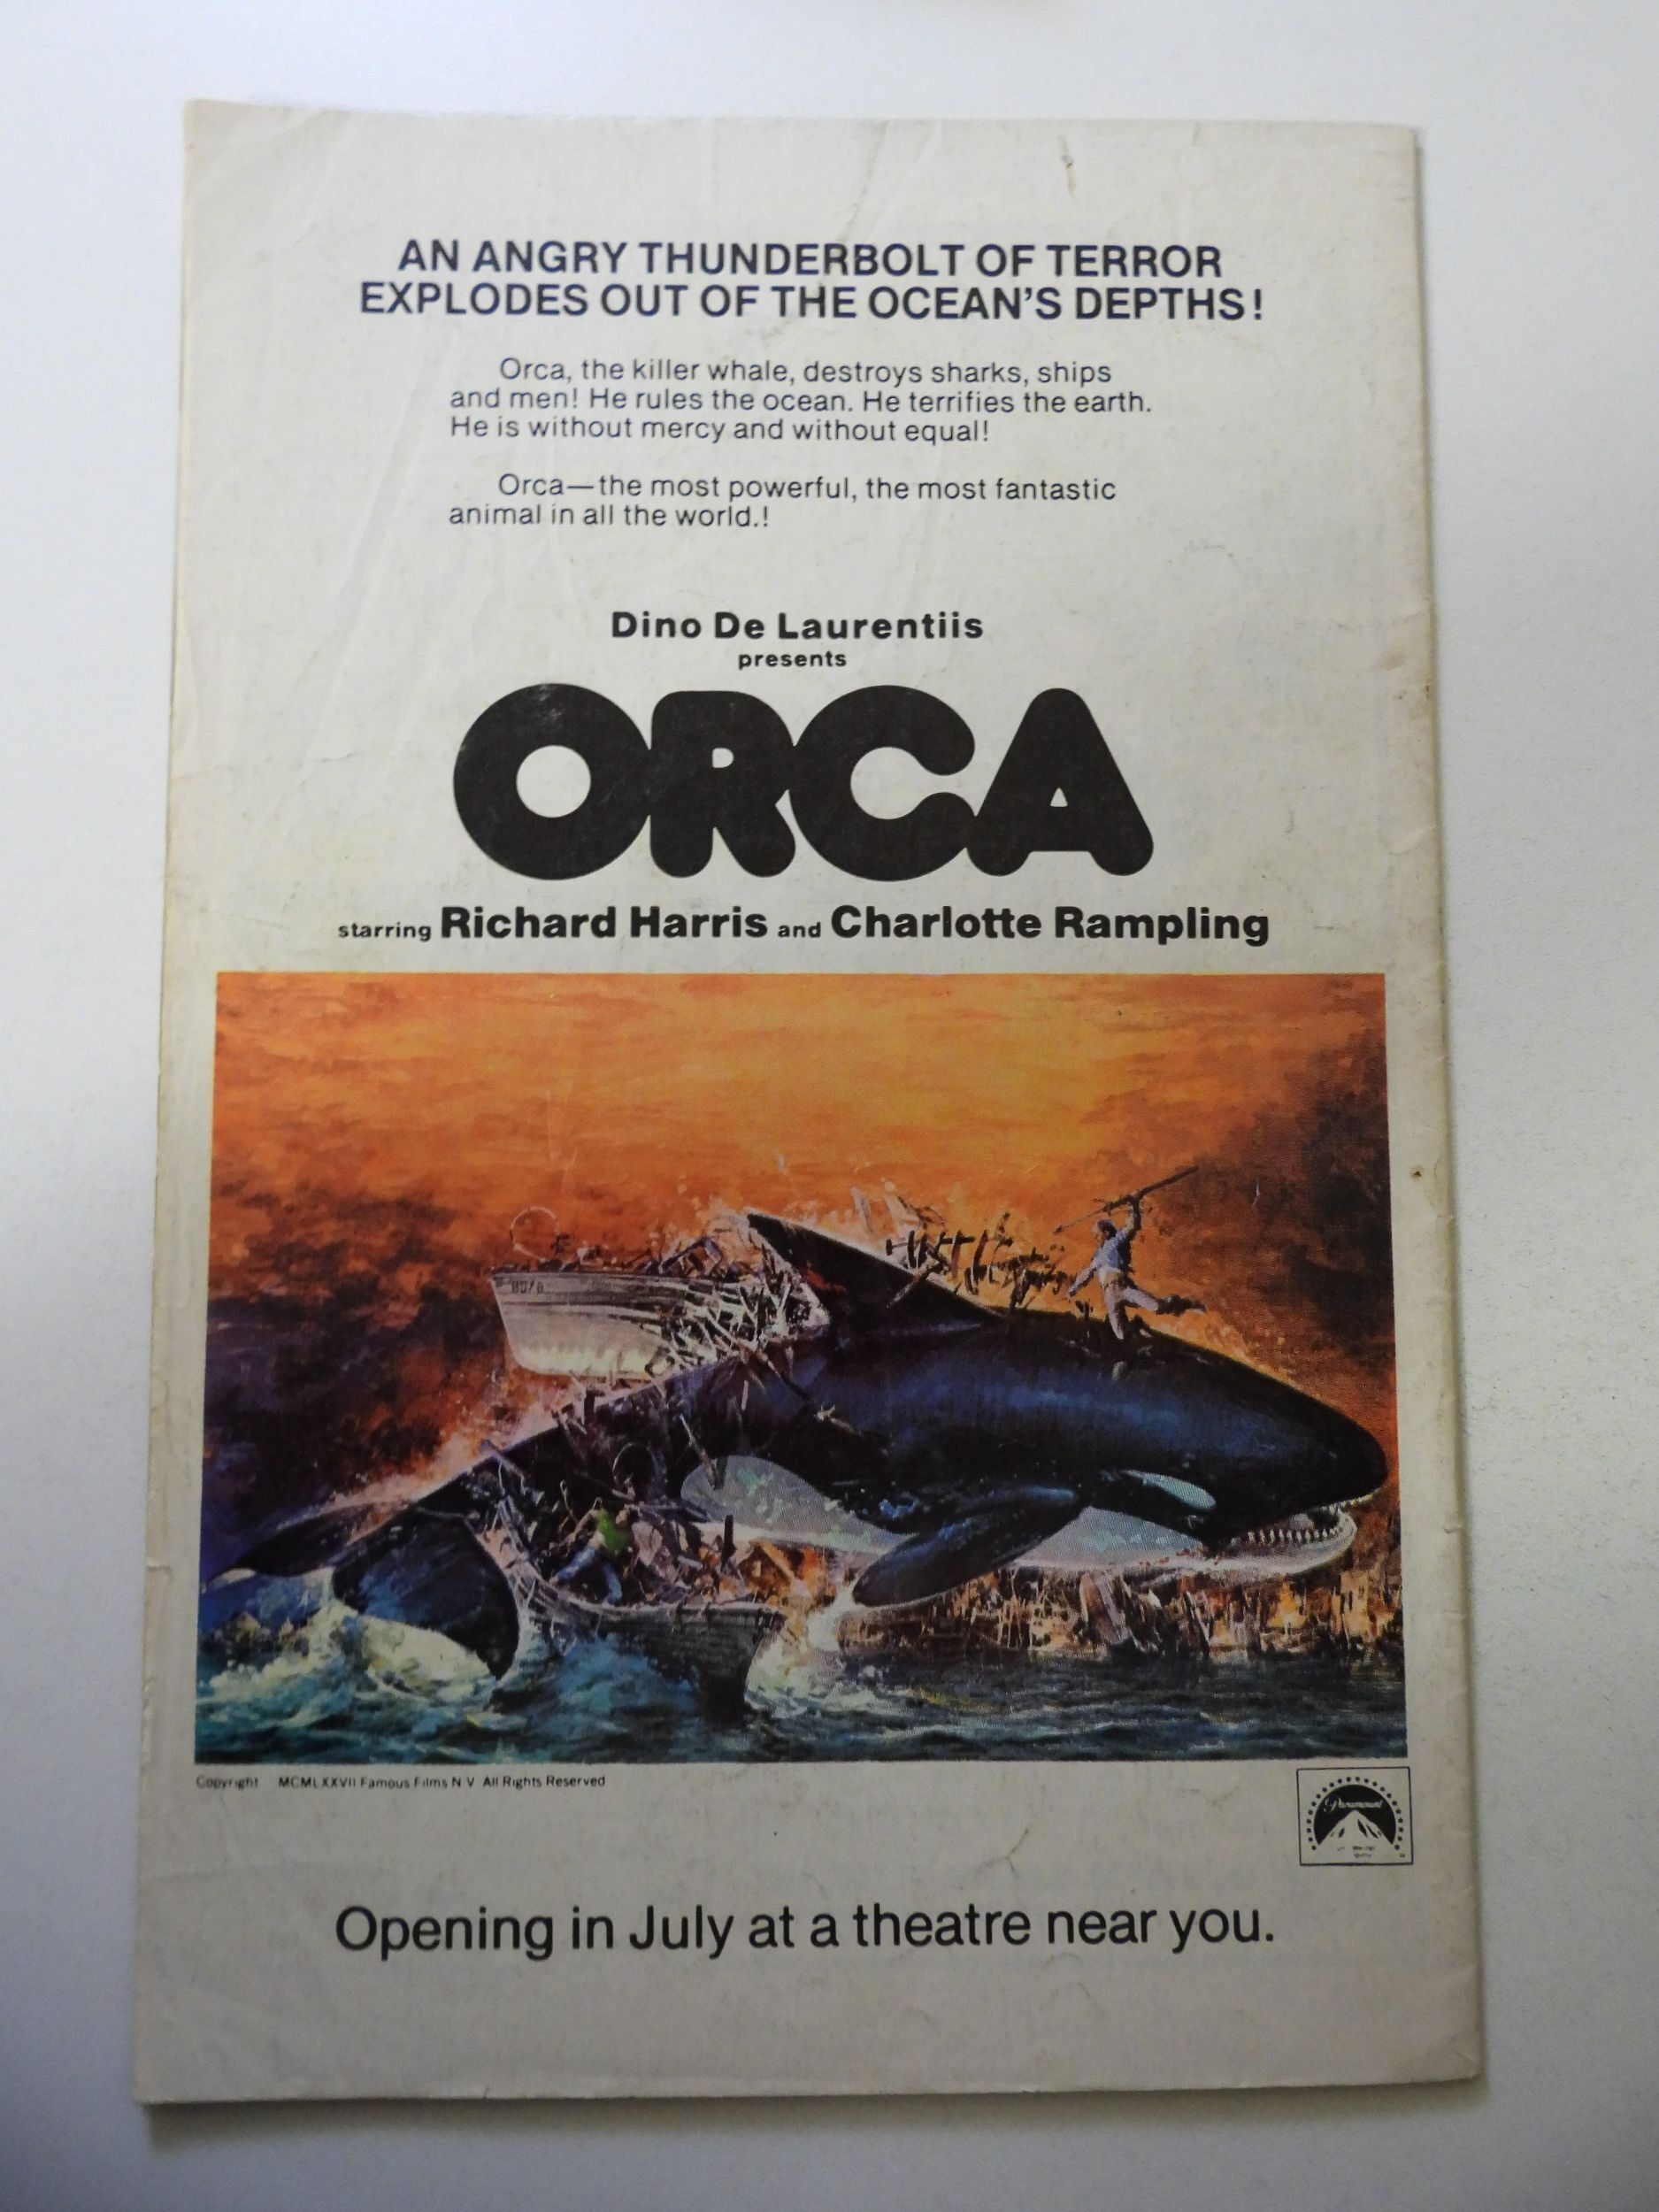 AN ANGRY THUNDERBOLT OF TERROR
EXPLODES OUT OF THE OCEAN'S DEPTHS!
Orca, the killer whale, destroys sharks, ships
and men! He rules the ocean. He terrifies the earth.
He is without mercy and without equal!
Orca—the most powerful, the most fantastic
animal in all the world.!
Dino De Laurentiis
presents
ORCA
starring Richard Harris and Charlotte Rampling
Copyright MCMLXXVII Famous Films N V All Rights Reserved
Paramount
Opening in July at a theatre near you.